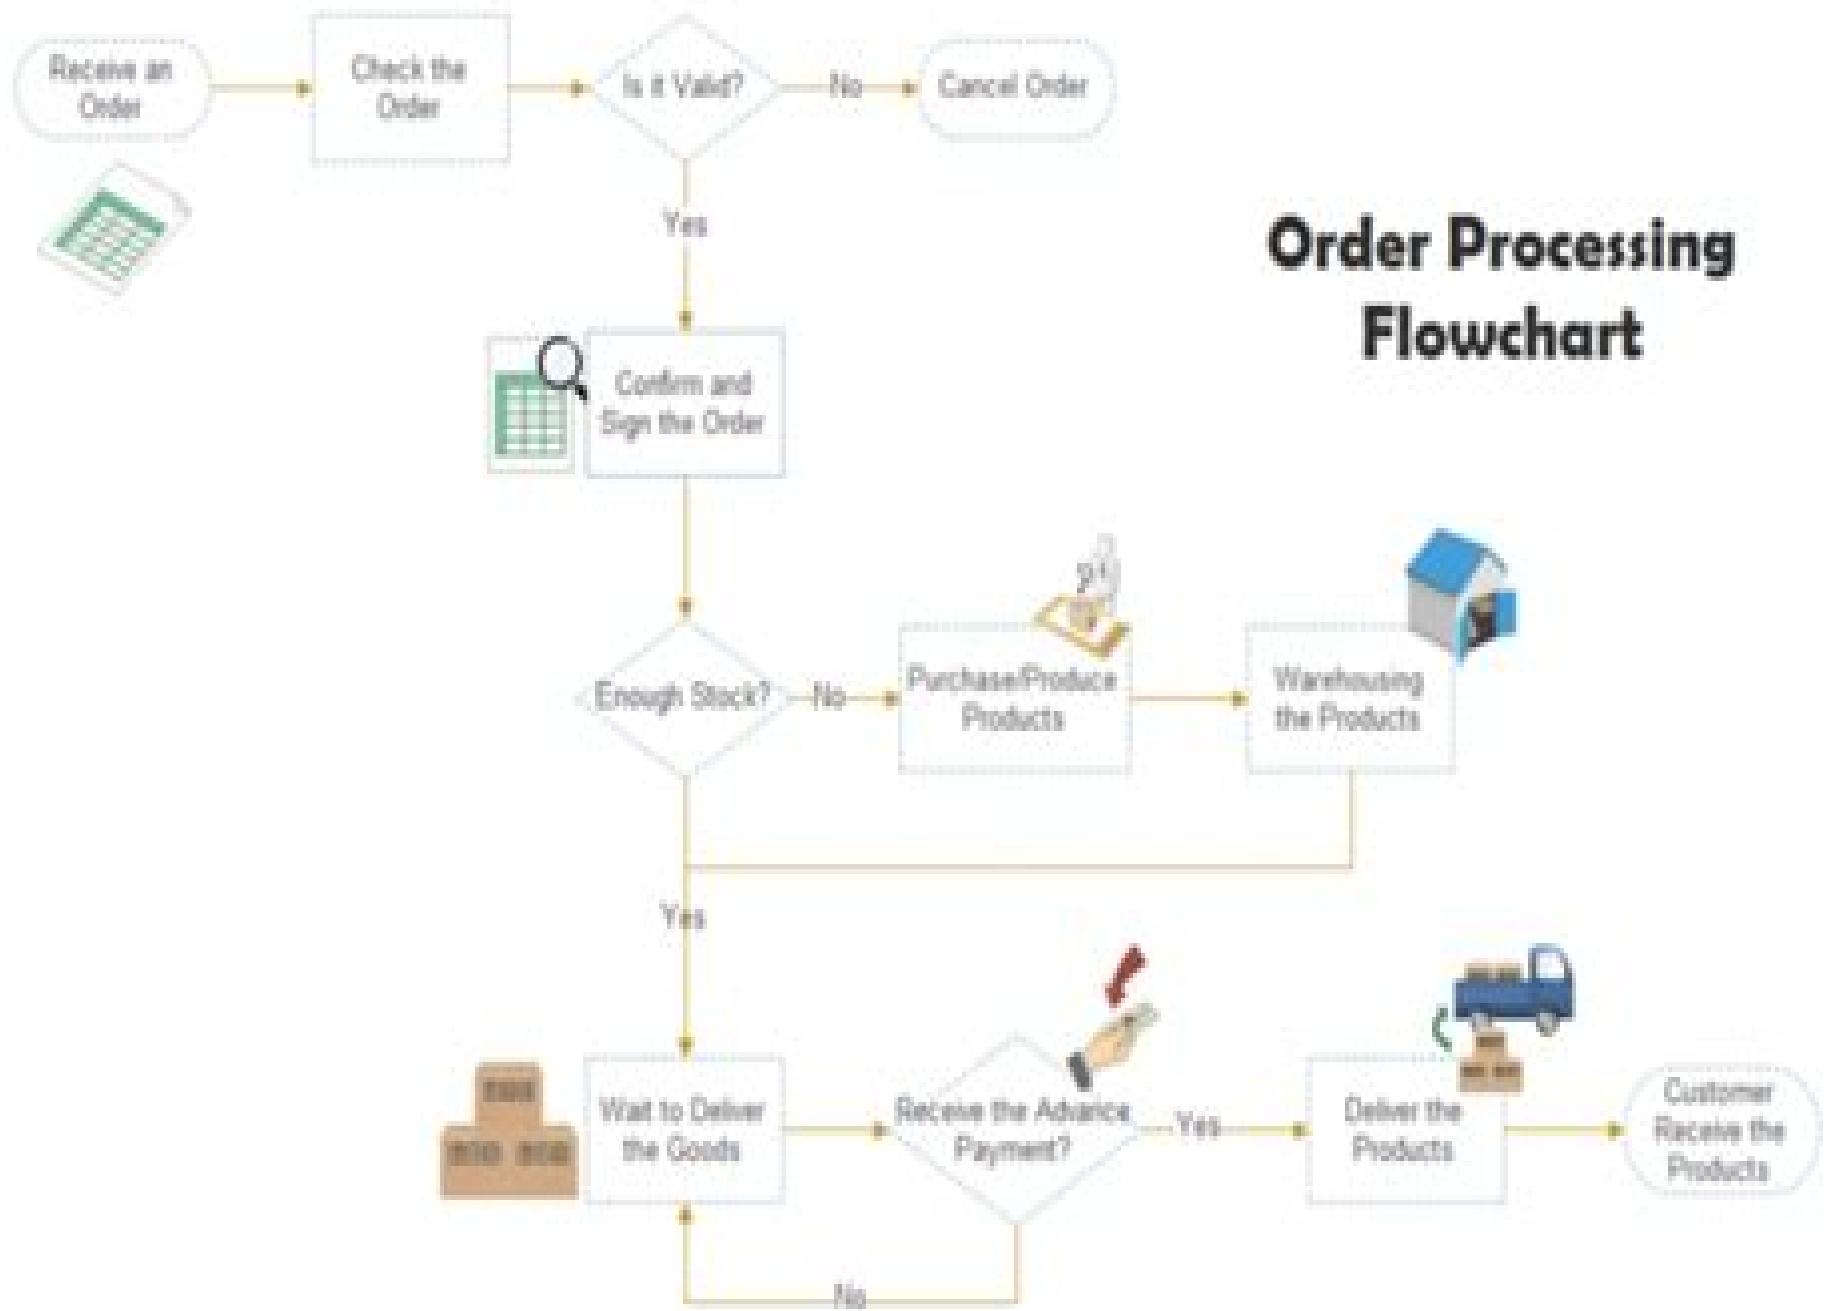 Receive an
Order
Check the
Order
Is it Valid?
No
Cancel Order
Yes
Order Processing
Flowchart
Confirm and
Sign the Order
Enough Stock?
No
Purchase/Produce
Products
Warehousing
the Products
Yes
Wait to Deliver
the Goods
Receive the Advance
Payment?
Yes
Deliver the
Products
Customer
Receive the
Products
No